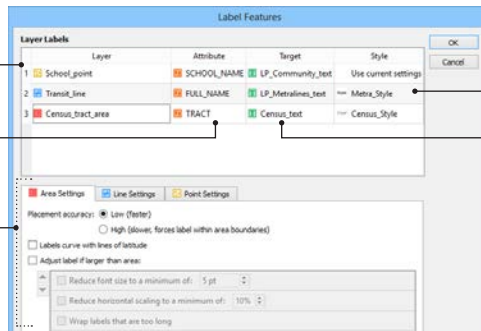 Label Features
Layer Labels
Layer Attribute Target Style
1 School_point SCHOOL_NAME LP_Community_text Use current settings
2 Transit_line FULL_NAME LP_Metralines_text Metra_Style
3 Census_tract_area TRACT Census_text Census_Style
OK
Cancel
Area Settings Line Settings Point Settings
Placement accuracy: Low (faster)
High (slower, forces label within area boundaries)
Labels curve with lines of latitude
Adjust label if larger than area:
Reduce font size to a minimum of: 5 pt
Reduce horizontal scaling to a minimum of: 10%
Wrap labels that are too long